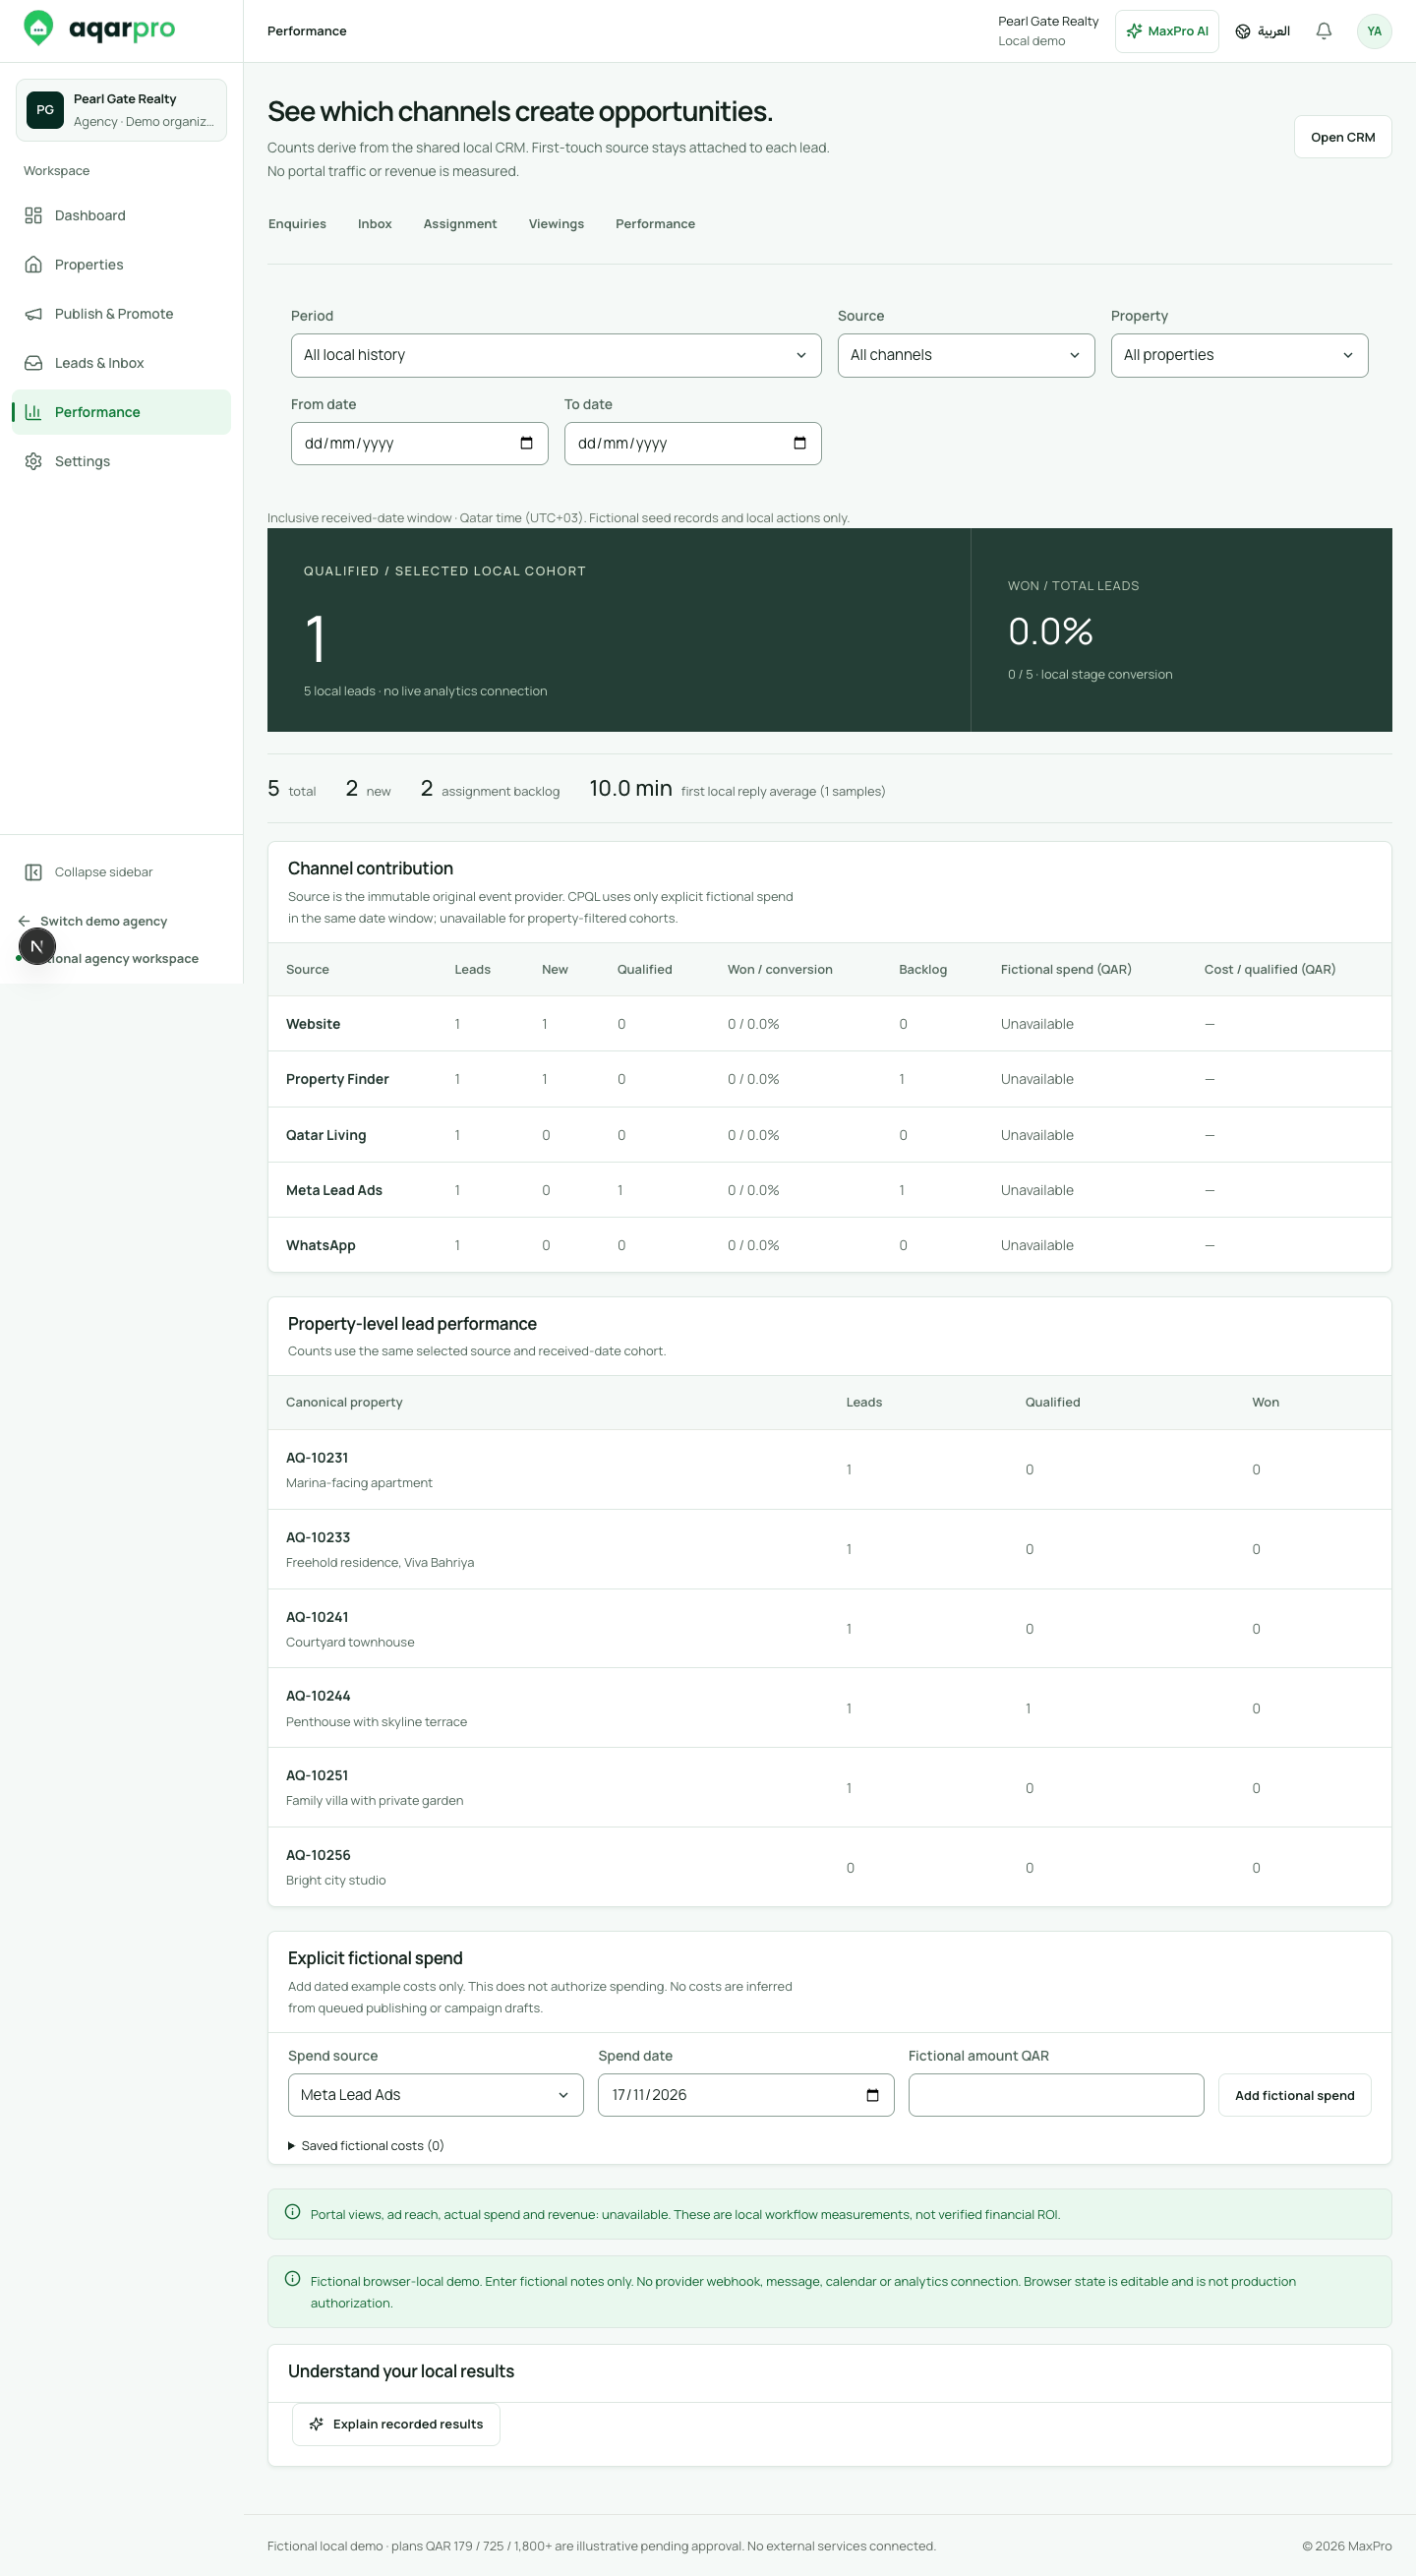 aqarpro
Performance
Pearl Gate Realty
Local demo
MaxPro AI
العربية
YA
PG
Pearl Gate Realty
Agency · Demo organiz...
Workspace
Dashboard
Properties
Publish & Promote
Leads & Inbox
Performance
Settings
Collapse sidebar
Switch demo agency
N
tional agency workspace
See which channels create opportunities.
Counts derive from the shared local CRM. First-touch source stays attached to each lead.
No portal traffic or revenue is measured.
Open CRM
Enquiries Inbox Assignment Viewings Performance
Period Source Property
All local history All channels All properties
From date To date
dd/mm/yyyy dd/mm/yyyy
Inclusive received-date window · Qatar time (UTC+03). Fictional seed records and local actions only.
QUALIFIED / SELECTED LOCAL COHORT
1
5 local leads · no live analytics connection
WON / TOTAL LEADS
0.0%
0 / 5 · local stage conversion
5 total 2 new 2 assignment backlog 10.0 min first local reply average (1 samples)
Channel contribution
Source is the immutable original event provider. CPQL uses only explicit fictional spend
in the same date window; unavailable for property-filtered cohorts.
Source Leads New Qualified Won / conversion Backlog Fictional spend (QAR) Cost / qualified (QAR)
Website 1 1 0 0 / 0.0% 0 Unavailable —
Property Finder 1 1 0 0 / 0.0% 1 Unavailable —
Qatar Living 1 0 0 0 / 0.0% 0 Unavailable —
Meta Lead Ads 1 0 1 0 / 0.0% 1 Unavailable —
WhatsApp 1 0 0 0 / 0.0% 0 Unavailable —
Property-level lead performance
Counts use the same selected source and received-date cohort.
Canonical property Leads Qualified Won
AQ-10231
Marina-facing apartment
1 0 0
AQ-10233
Freehold residence, Viva Bahriya
1 0 0
AQ-10241
Courtyard townhouse
1 0 0
AQ-10244
Penthouse with skyline terrace
1 1 0
AQ-10251
Family villa with private garden
1 0 0
AQ-10256
Bright city studio
0 0 0
Explicit fictional spend
Add dated example costs only. This does not authorize spending. No costs are inferred
from queued publishing or campaign drafts.
Spend source Spend date Fictional amount QAR
Meta Lead Ads 17/11/2026 Add fictional spend
Saved fictional costs (0)
Portal views, ad reach, actual spend and revenue: unavailable. These are local workflow measurements, not verified financial ROI.
Fictional browser-local demo. Enter fictional notes only. No provider webhook, message, calendar or analytics connection. Browser state is editable and is not production
authorization.
Understand your local results
Explain recorded results
Fictional local demo · plans QAR 179 / 725 / 1,800+ are illustrative pending approval. No external services connected.
© 2026 MaxPro